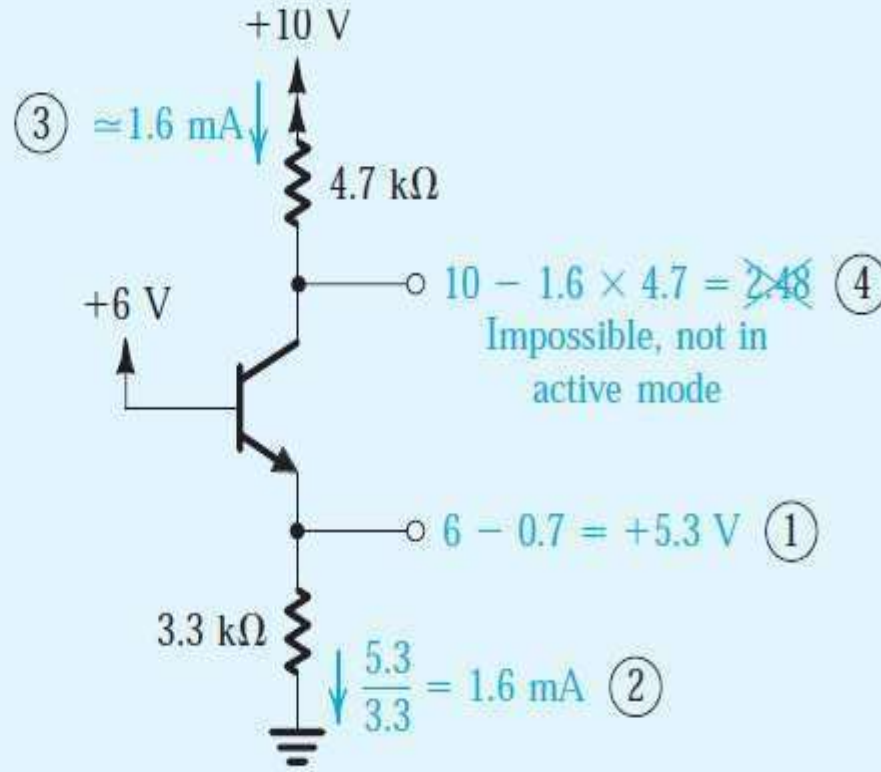 +10 V
③ ≃1.6 mA
4.7 kΩ
10 − 1.6 × 4.7 = 2.48 ④
+6 V
Impossible, not in
active mode
6 − 0.7 = +5.3 V ①
3.3 kΩ
5.3
3.3
= 1.6 mA ②